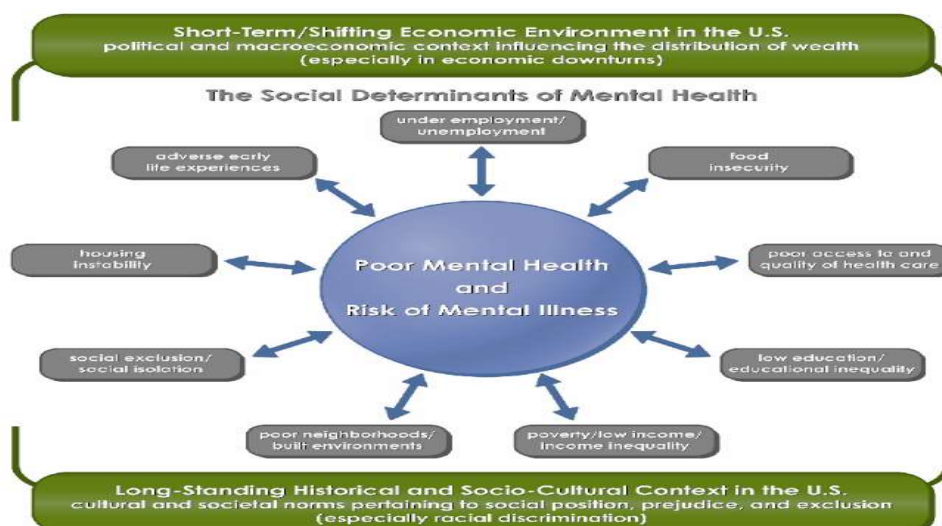 Short-Term/Shifting Economic Environment in the U.S.
political and macroeconomic context influencing the distribution of wealth
(especially in economic downturns)
The Social Determinants of Mental Health
under employment/
unemployment
adverse early
life experiences
food
insecurity
housing
instability
Poor Mental Health
and
Risk of Mental Illness
poor access to and
quality of health care
social exclusion/
social isolation
low education/
educational inequality
poor neighborhoods/
built environments
poverty/low income/
income inequality
Long-Standing Historical and Socio-Cultural Context in the U.S.
cultural and societal norms pertaining to social position, prejudice, and exclusion
(especially racial discrimination)